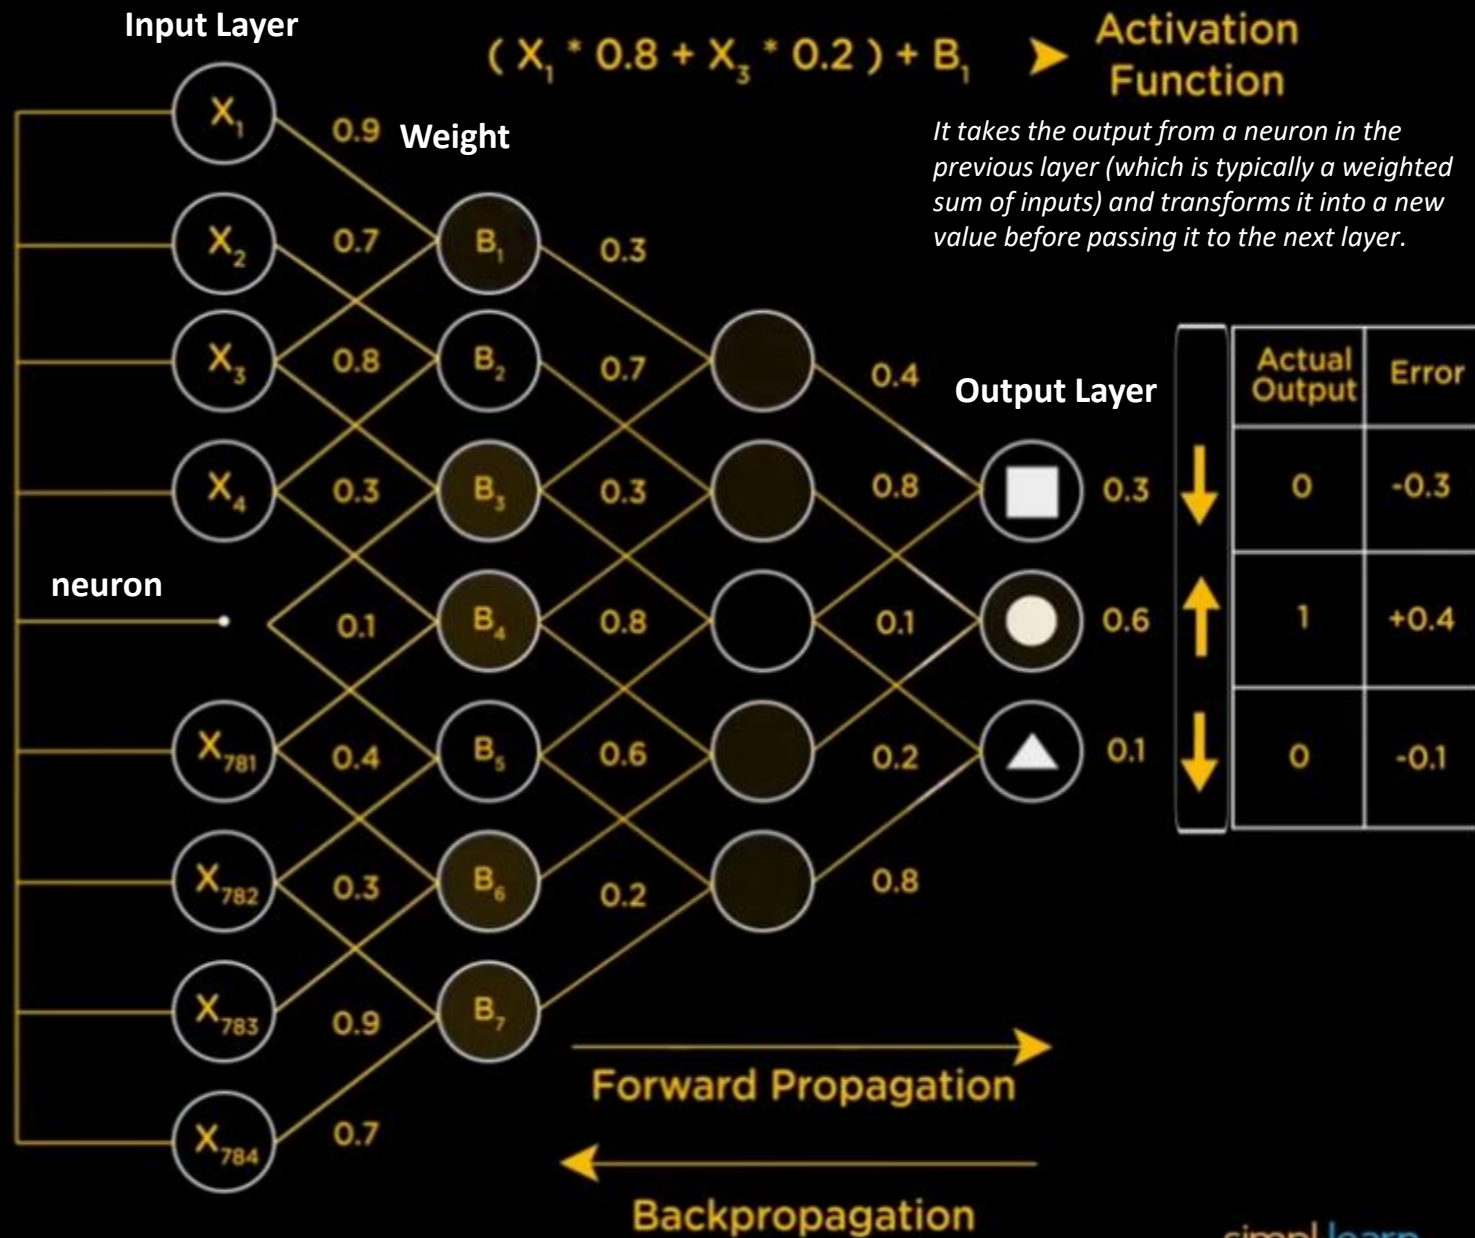 Input Layer
( X₁ * 0.8 + X₃ * 0.2 ) + B₁
Activation
Function
It takes the output from a neuron in the
previous layer (which is typically a weighted
sum of inputs) and transforms it into a new
value before passing it to the next layer.
X₁
0.9
Weight
X₂
0.7
B₁
0.3
X₃
0.8
B₂
0.7
0.4
Output Layer
Actual
Output
Error
X₄
0.3
B₃
0.3
0.8
0.3
0
-0.3
neuron
0.1
B₄
0.8
0.1
0.6
1
+0.4
X₇₈₁
0.4
B₅
0.6
0.2
0.1
0
-0.1
X₇₈₂
0.3
B₆
0.2
0.8
X₇₈₃
0.9
B₇
Forward Propagation
X₇₈₄
0.7
Backpropagation